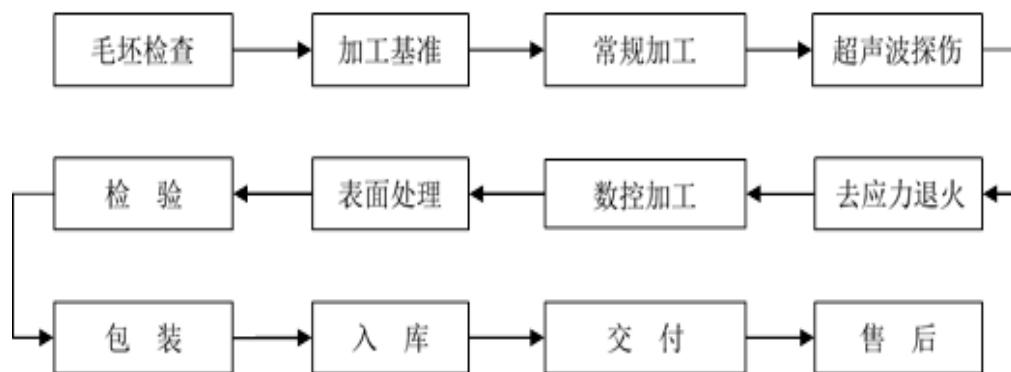 毛坯检查 加工基准 常规加工 超声波探伤
检 验 表面处理 数控加工 去应力退火
包 装 入 库 交 付 售 后